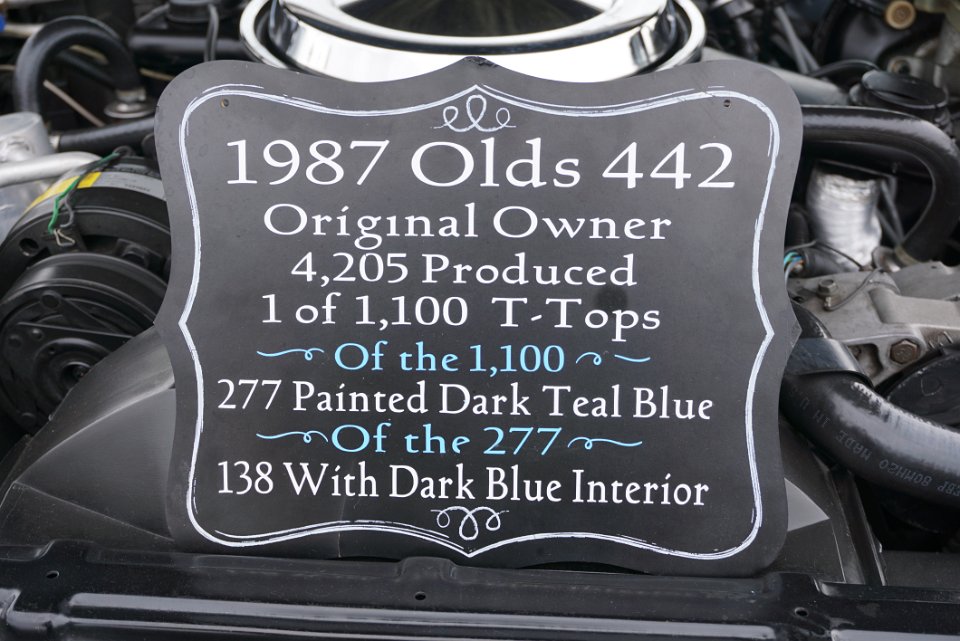 1987 Olds 442
Original Owner
4,205 Produced
1 of 1,100 T-Tops
Of the 1,100
277 Painted Dark Teal Blue
Of the 277
138 With Dark Blue Interior